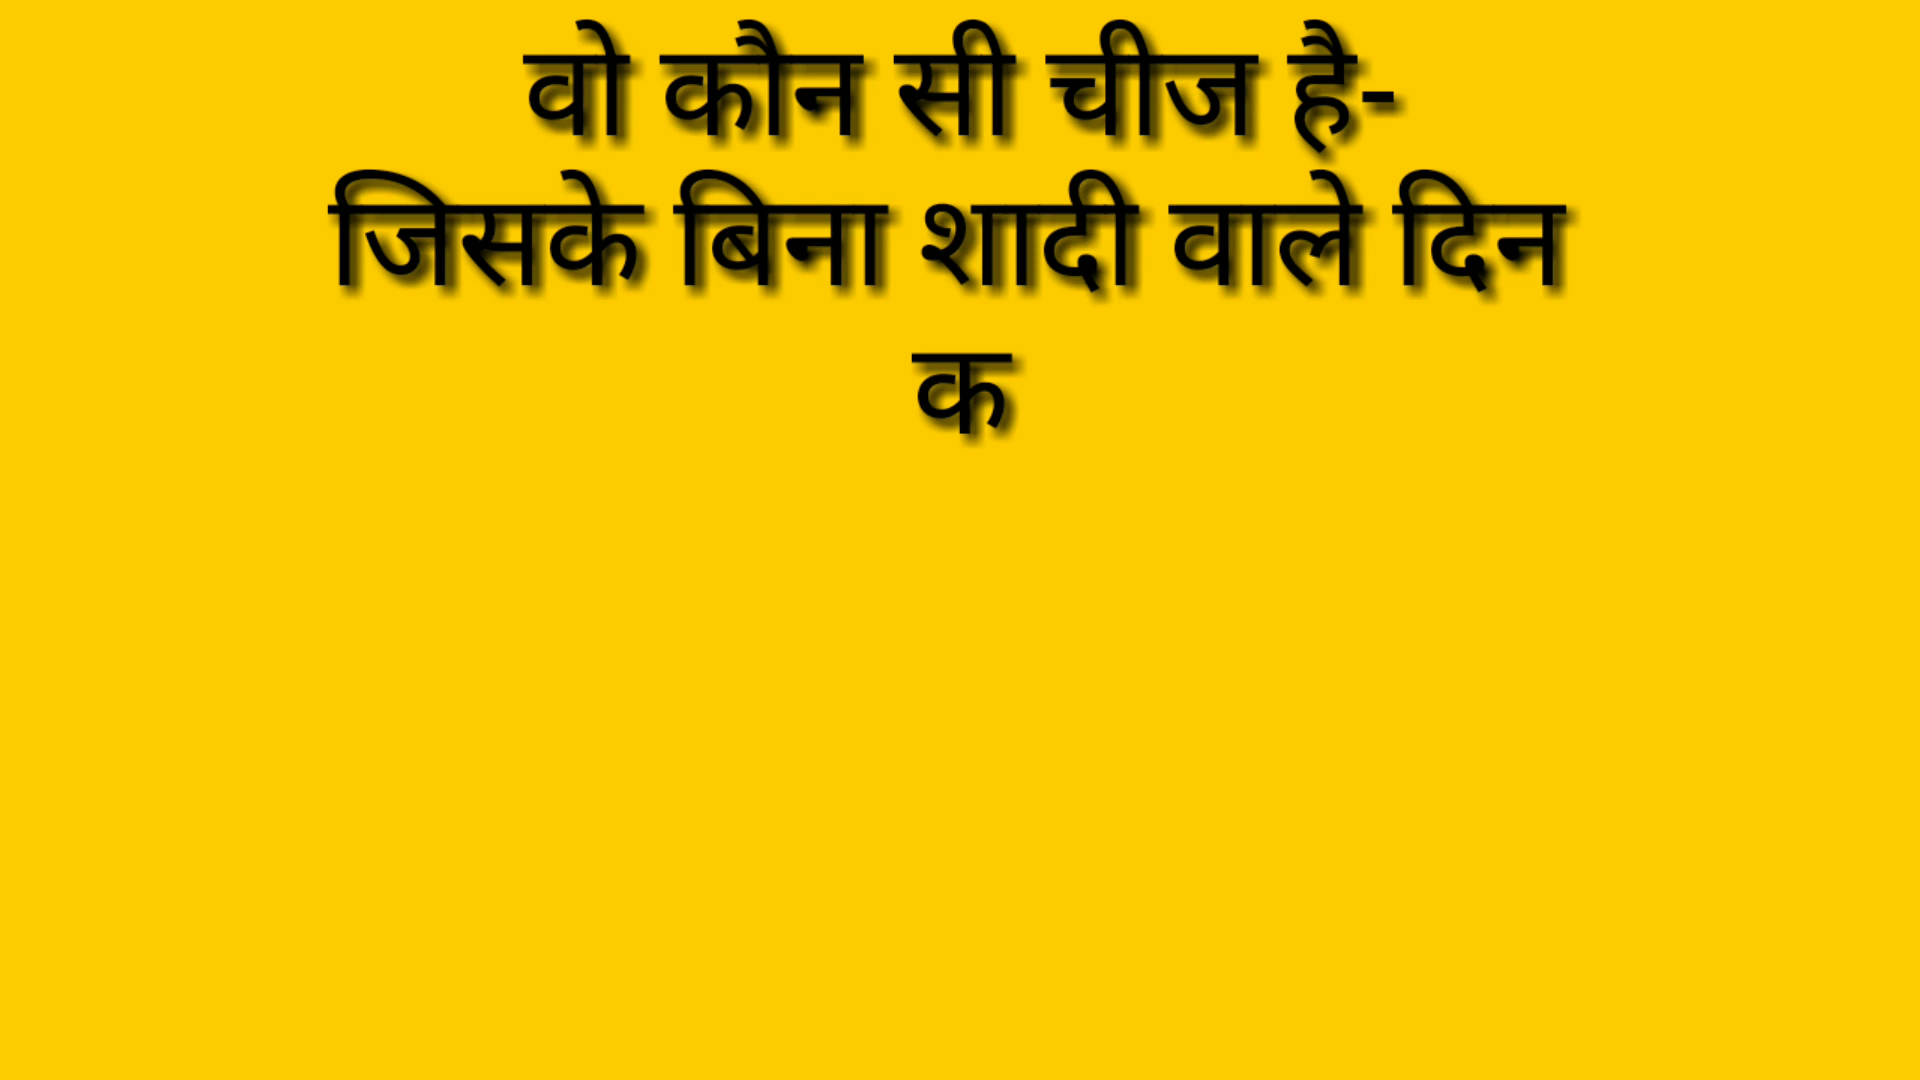 वो कौन सी चीज है-
जिसके बिना शादी वाले दिन
क